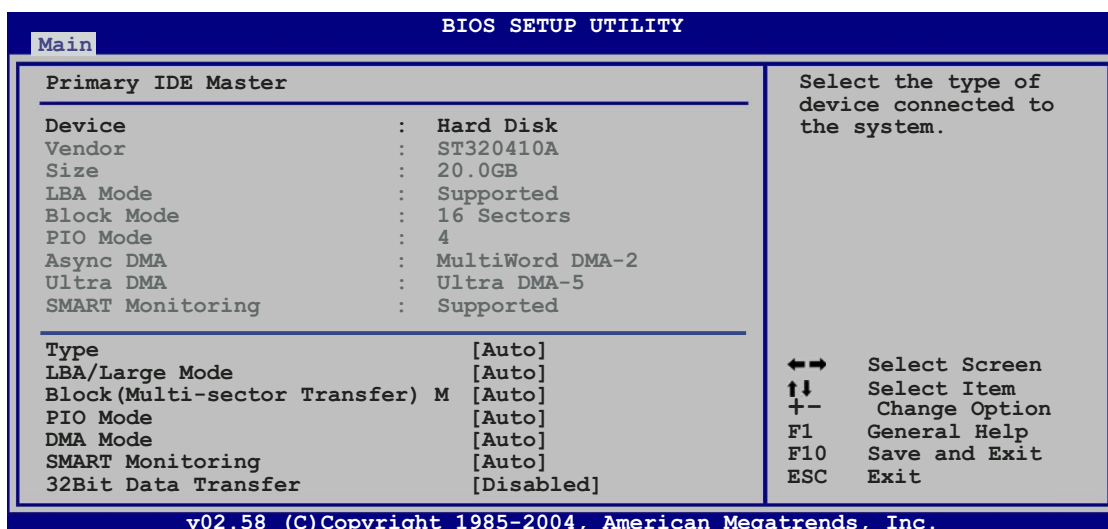 BIOS SETUP UTILITY
Main
Primary IDE Master
Device : Hard Disk
Vendor : ST320410A
Size : 20.0GB
LBA Mode : Supported
Block Mode : 16 Sectors
PIO Mode : 4
Async DMA : MultiWord DMA-2
Ultra DMA : Ultra DMA-5
SMART Monitoring : Supported
Type [Auto]
LBA/Large Mode [Auto]
Block(Multi-sector Transfer) M [Auto]
PIO Mode [Auto]
DMA Mode [Auto]
SMART Monitoring [Auto]
32Bit Data Transfer [Disabled]
Select the type of
device connected to
the system.
←→ Select Screen
↑↓ Select Item
+- Change Option
F1 General Help
F10 Save and Exit
ESC Exit
v02.58 (C)Copyright 1985-2004, American Megatrends, Inc.